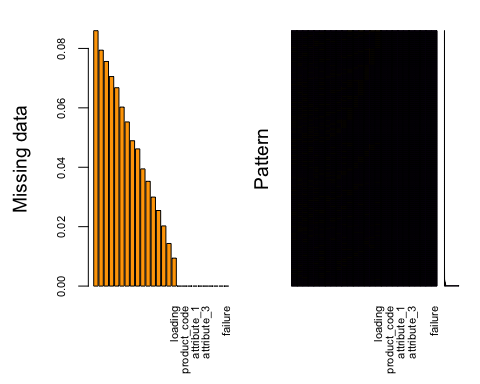 Missing data
0.00
0.02
0.04
0.06
0.08
loading
product_code
attribute_1
attribute_3
failure
Pattern
loading
product_code
attribute_1
attribute_3
failure